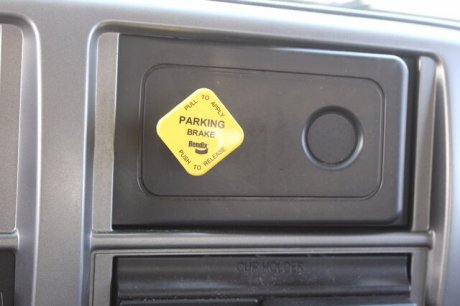 PULL TO APPLY
PARKING
BRAKE
Bendix
PUSH TO RELEASE
CUP HOLDER